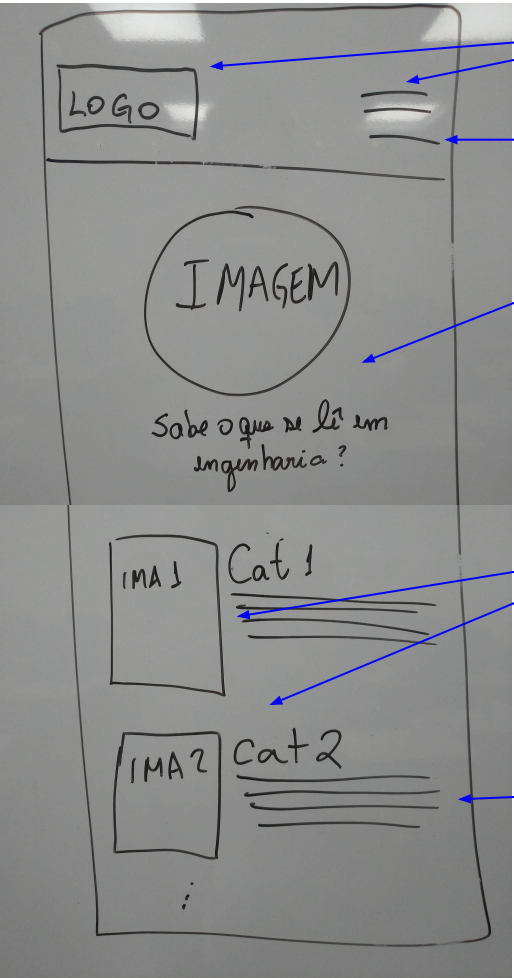 LOGO
IMAGEM
Sabe o que se lê em
engenharia?
IMA 1
Cat 1
IMA 2
Cat 2